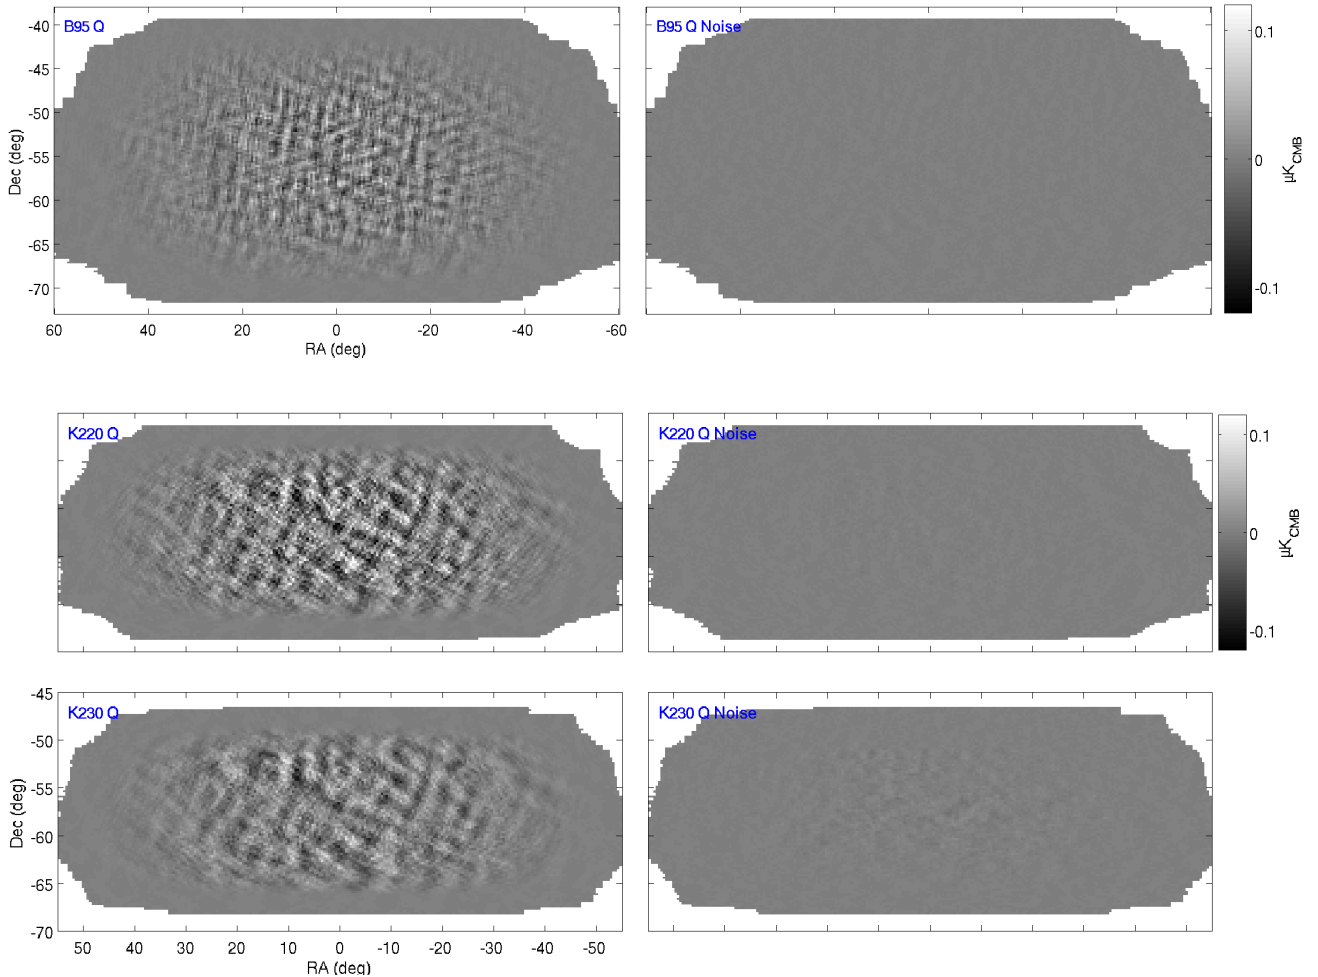 B95 Q
B95 Q Noise
-40
-45
-50
-55
-60
-65
-70
Dec (deg)
60 40 20 0 -20 -40 -60
RA (deg)
0.1
0
-0.1
μK_CMB
K220 Q
K220 Q Noise
0.1
0
-0.1
μK_CMB
K230 Q
K230 Q Noise
-45
-50
-55
-60
-65
-70
Dec (deg)
50 40 30 20 10 0 -10 -20 -30 -40 -50
RA (deg)